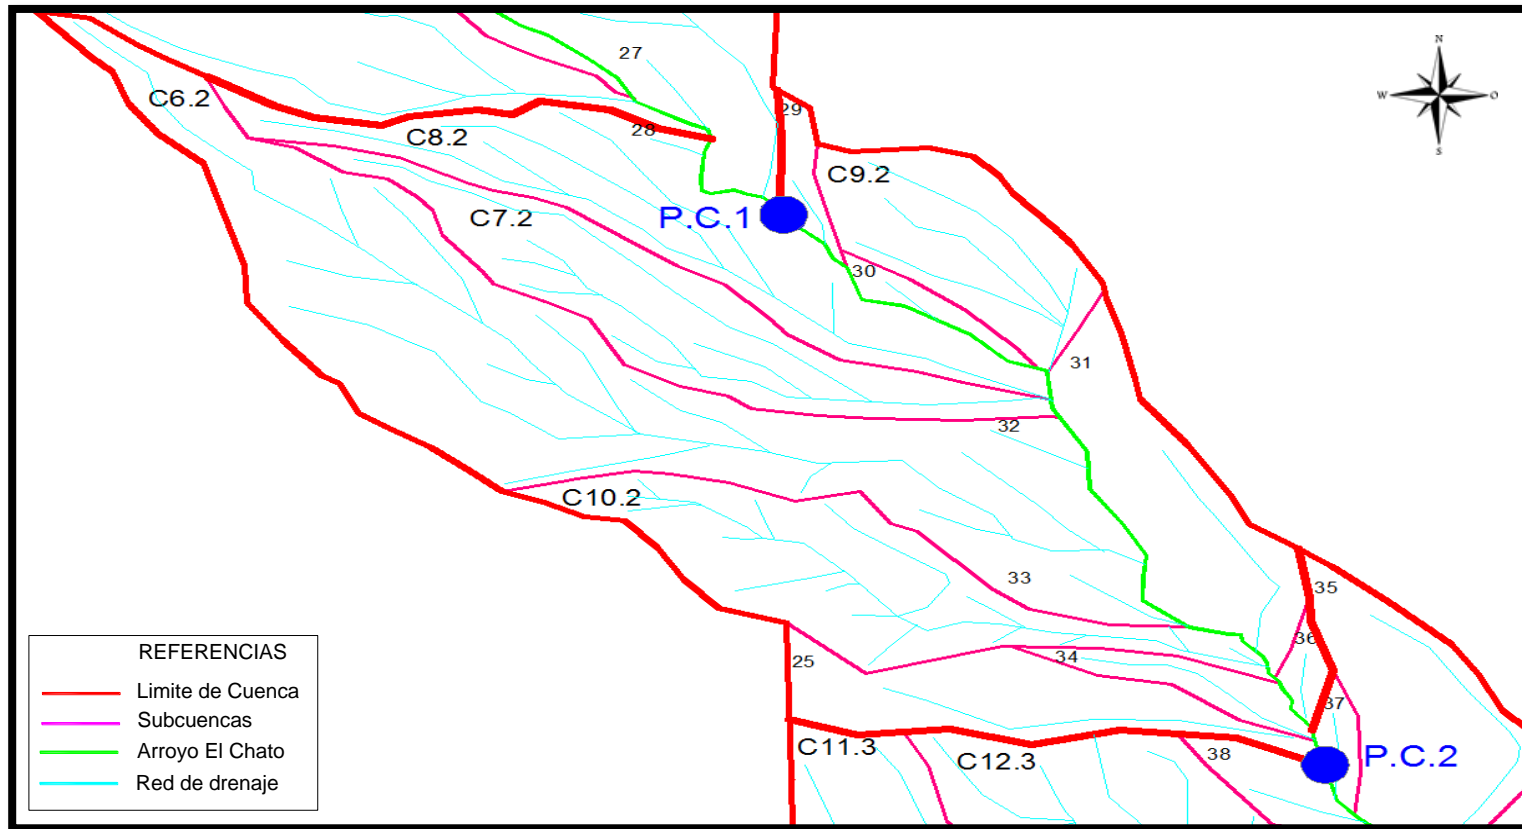 27
N
W
O
S
C6.2
29
C8.2
28
C9.2
C7.2
P.C.1
30
31
32
C10.2
33
35
36
34
25
37
C11.3
C12.3
38
P.C.2
REFERENCIAS
Limite de Cuenca
Subcuencas
Arroyo El Chato
Red de drenaje